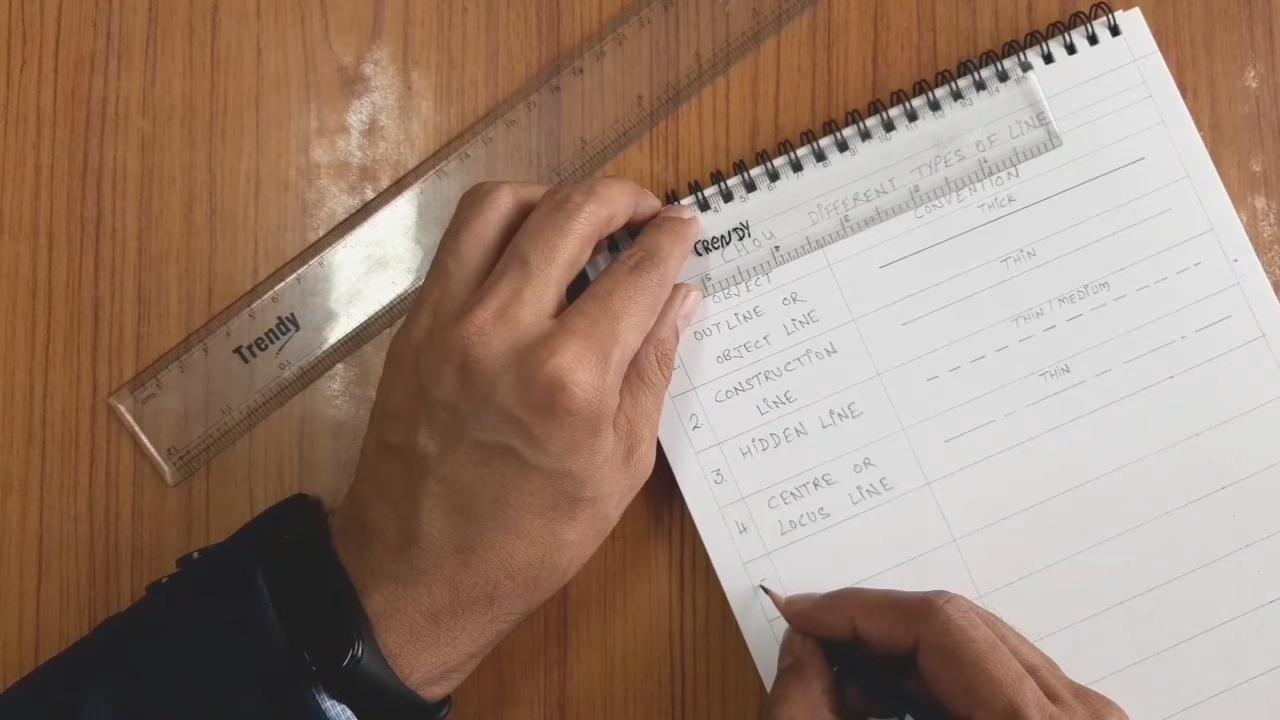 Trendy
TRENDY
DIFFERENT TYPES OF LINE
CONVENTION
OBJECT
THICK
OUTLINE OR
OBJECT LINE
THIN
2. CONSTRUCTION
LINE
THIN/MEDIUM
3. HIDDEN LINE
THIN
4 CENTRE OR
LOCUS LINE